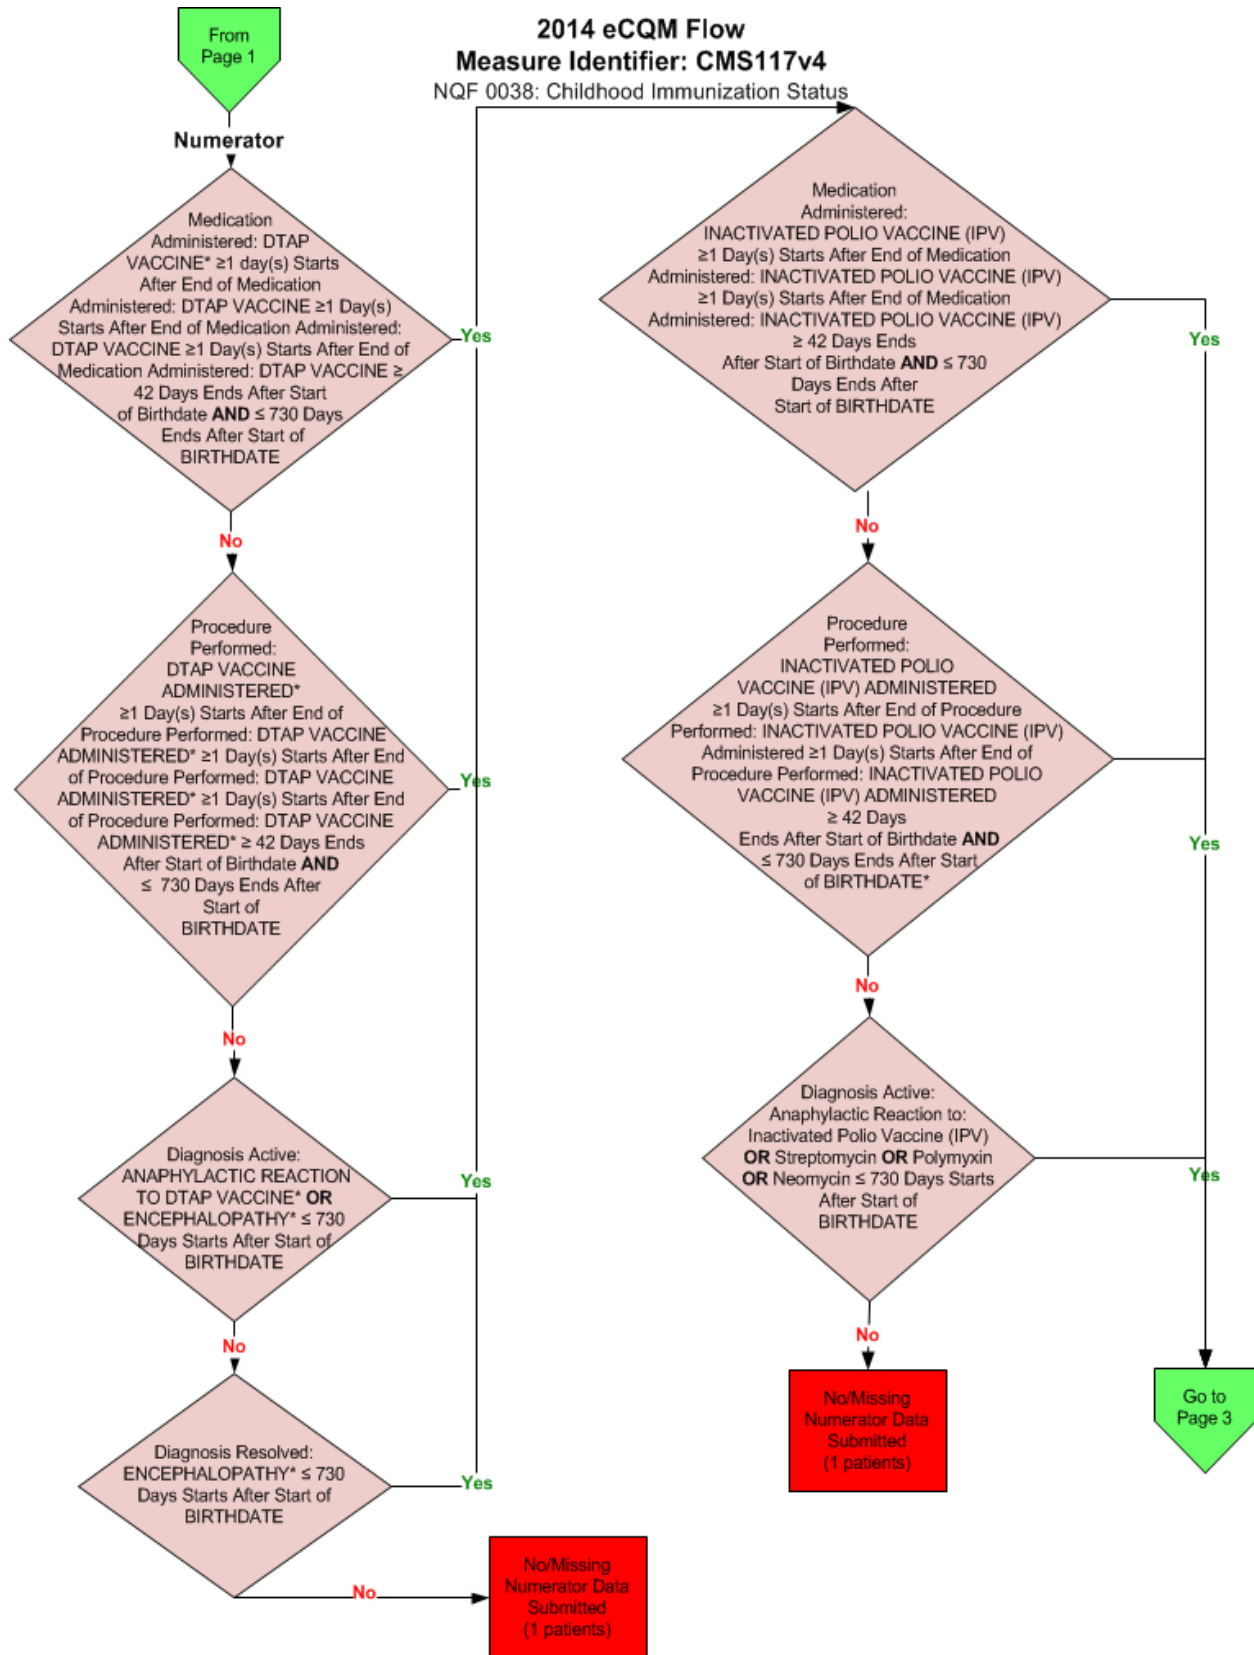 From
Page 1
2014 eCQM Flow
Measure Identifier: CMS117v4
NQF 0038: Childhood Immunization Status
Numerator
Medication
Administered: DTAP
VACCINE* ≥1 day(s) Starts
After End of Medication
Administered: DTAP VACCINE ≥1 Day(s)
Starts After End of Medication Administered:
DTAP VACCINE ≥1 Day(s) Starts After End of
Medication Administered: DTAP VACCINE ≥
42 Days Ends After Start
of Birthdate AND ≤ 730 Days
Ends After Start of
BIRTHDATE
Yes
No
Procedure
Performed:
DTAP VACCINE
ADMINISTERED*
≥1 Day(s) Starts After End of
Procedure Performed: DTAP VACCINE
ADMINISTERED* ≥1 Day(s) Starts After End
of Procedure Performed: DTAP VACCINE
ADMINISTERED* ≥1 Day(s) Starts After End
of Procedure Performed: DTAP VACCINE
ADMINISTERED* ≥ 42 Days Ends
After Start of Birthdate AND
≤ 730 Days Ends After
Start of
BIRTHDATE
Yes
No
Diagnosis Active:
ANAPHYLACTIC REACTION
TO DTAP VACCINE* OR
ENCEPHALOPATHY* ≤ 730
Days Starts After Start of
BIRTHDATE
Yes
No
Diagnosis Resolved:
ENCEPHALOPATHY* ≤ 730
Days Starts After Start of
BIRTHDATE
Yes
No
No/Missing
Numerator Data
Submitted
(1 patients)
Medication
Administered:
INACTIVATED POLIO VACCINE (IPV)
≥1 Day(s) Starts After End of Medication
Administered: INACTIVATED POLIO VACCINE (IPV)
≥1 Day(s) Starts After End of Medication
Administered: INACTIVATED POLIO VACCINE (IPV)
≥ 42 Days Ends
After Start of Birthdate AND ≤ 730
Days Ends After
Start of BIRTHDATE
Yes
No
Procedure
Performed:
INACTIVATED POLIO
VACCINE (IPV) ADMINISTERED
≥1 Day(s) Starts After End of Procedure
Performed: INACTIVATED POLIO VACCINE (IPV)
Administered ≥1 Day(s) Starts After End of
Procedure Performed: INACTIVATED POLIO
VACCINE (IPV) ADMINISTERED
≥ 42 Days
Ends After Start of Birthdate AND
≤ 730 Days Ends After Start
of BIRTHDATE*
Yes
No
Diagnosis Active:
Anaphylactic Reaction to:
Inactivated Polio Vaccine (IPV)
OR Streptomycin OR Polymyxin
OR Neomycin ≤ 730 Days Starts
After Start of
BIRTHDATE
Yes
No
No/Missing
Numerator Data
Submitted
(1 patients)
Go to
Page 3